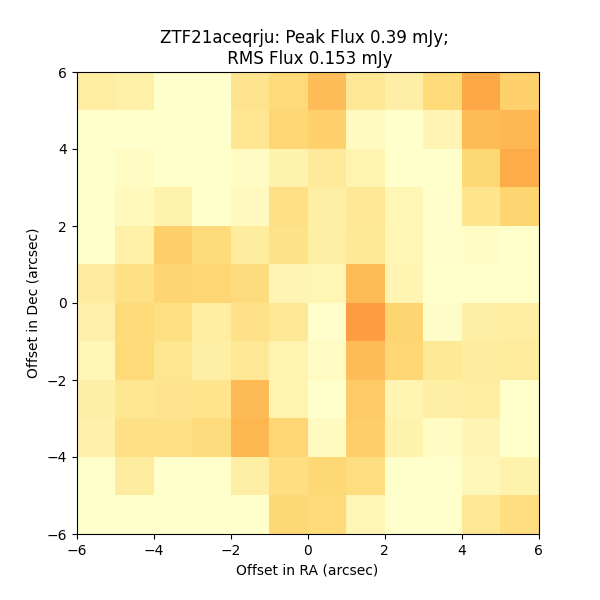 ZTF21aceqrju: Peak Flux 0.39 mJy;
RMS Flux 0.153 mJy
6
4
2
0
−2
−4
−6
Offset in Dec (arcsec)
−6 −4 −2 0 2 4 6
Offset in RA (arcsec)